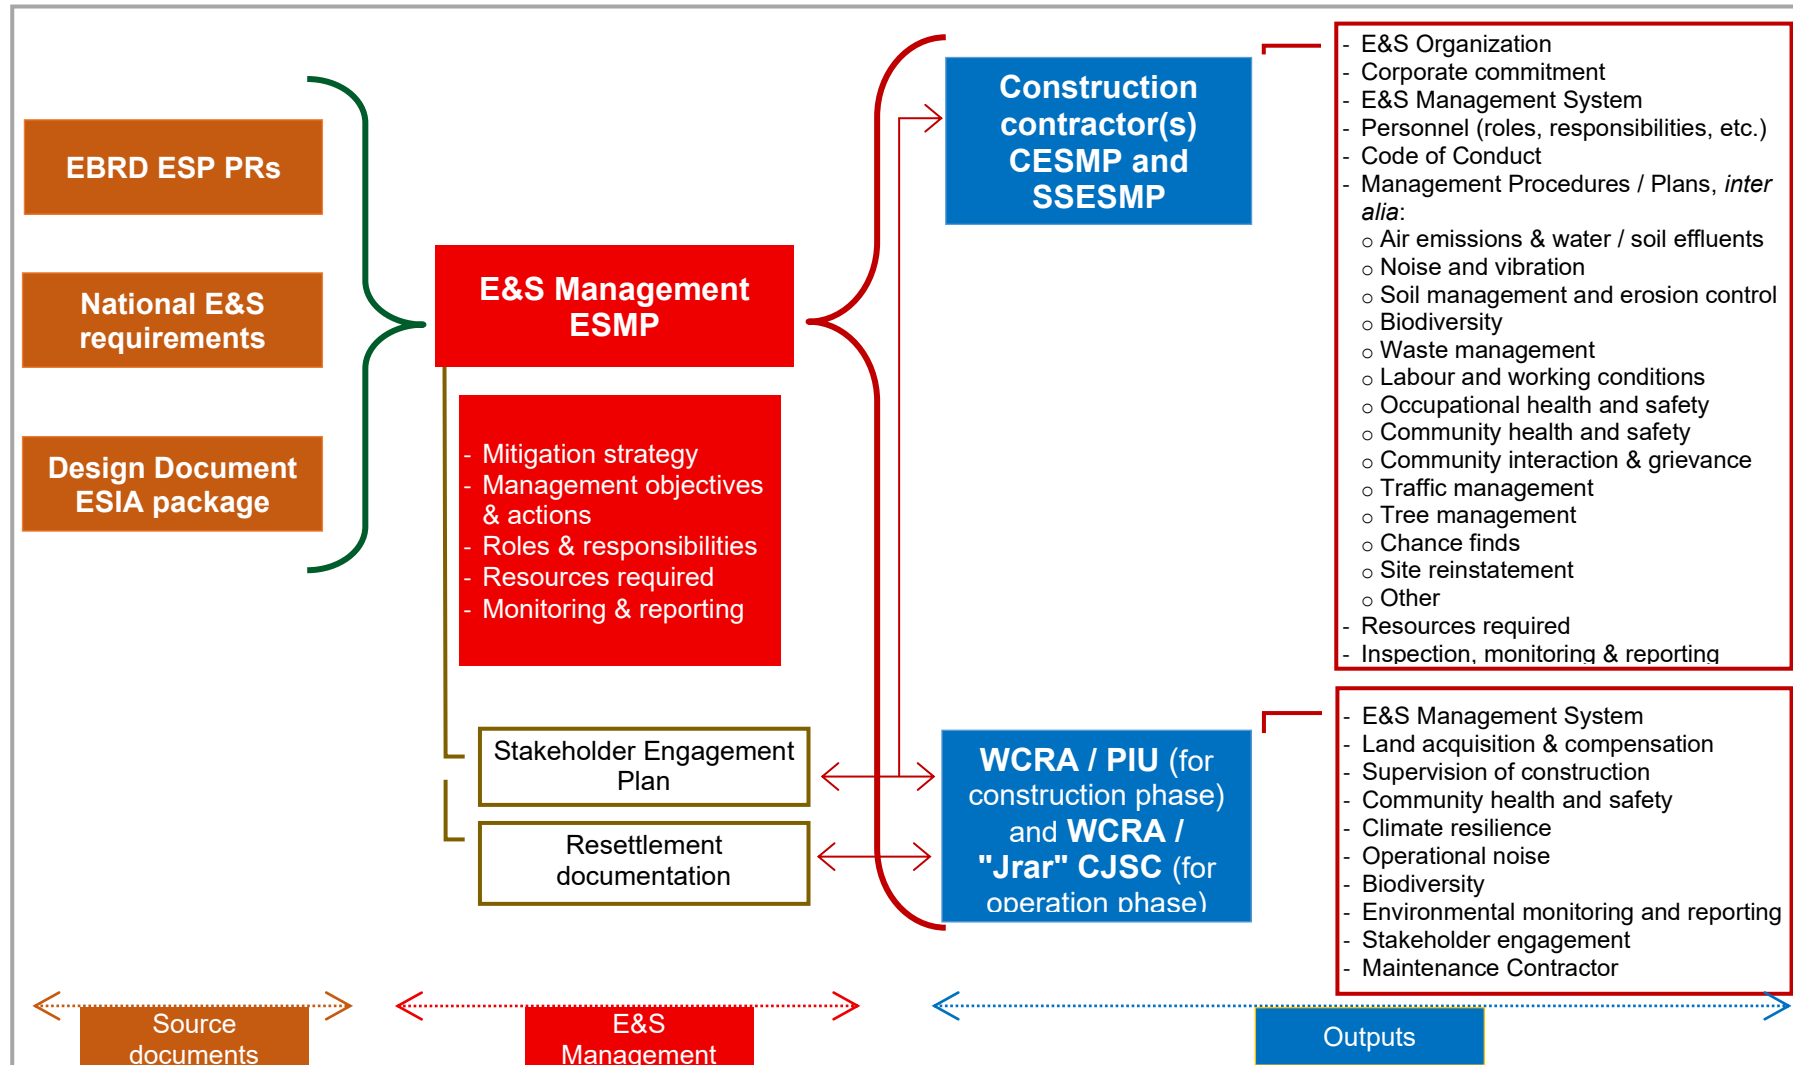 EBRD ESP PRs
National E&S
requirements
Design Document
ESIA package
E&S Management
ESMP
- Mitigation strategy
- Management objectives
& actions
- Roles & responsibilities
- Resources required
- Monitoring & reporting
Stakeholder Engagement
Plan
Resettlement
documentation
Construction
contractor(s)
CESMP and
SSESMP
WCRA / PIU (for
construction phase)
and WCRA /
"Jrar" CJSC (for
operation phase)
- E&S Organization
- Corporate commitment
- E&S Management System
- Personnel (roles, responsibilities, etc.)
- Code of Conduct
- Management Procedures / Plans, inter
alia:
o Air emissions & water / soil effluents
o Noise and vibration
o Soil management and erosion control
o Biodiversity
o Waste management
o Labour and working conditions
o Occupational health and safety
o Community health and safety
o Community interaction & grievance
o Traffic management
o Tree management
o Chance finds
o Site reinstatement
o Other
- Resources required
- Inspection, monitoring & reporting
- E&S Management System
- Land acquisition & compensation
- Supervision of construction
- Community health and safety
- Climate resilience
- Operational noise
- Biodiversity
- Environmental monitoring and reporting
- Stakeholder engagement
- Maintenance Contractor
Source
documents
E&S
Management
Outputs